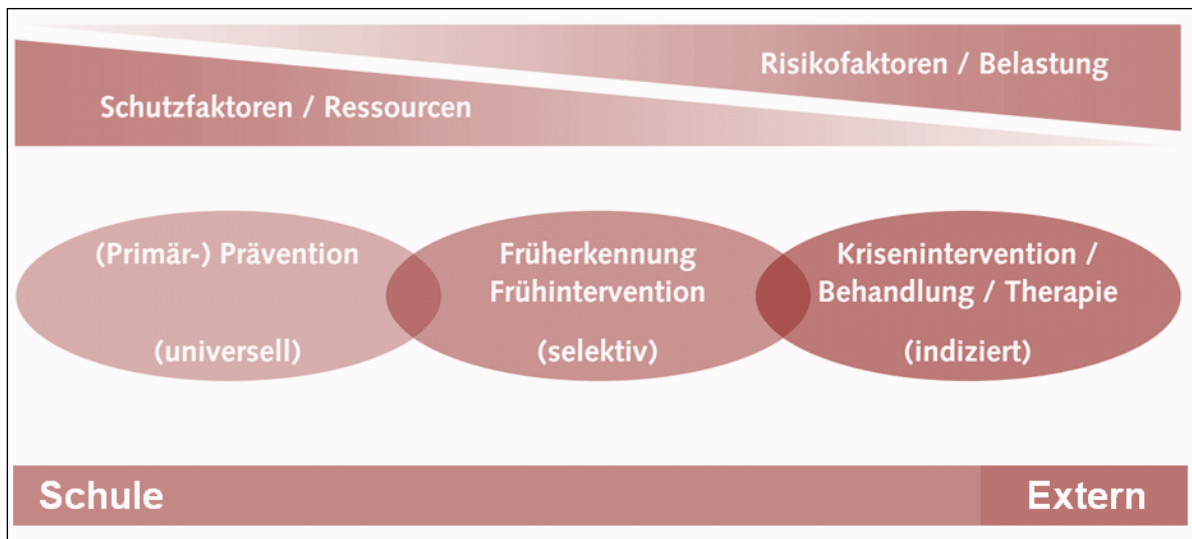 Risikofaktoren / Belastung
Schutzfaktoren / Ressourcen
(Primär-) Prävention
(universell)
Früherkennung
Frühintervention
(selektiv)
Krisenintervention /
Behandlung / Therapie
(indiziert)
Schule
Extern